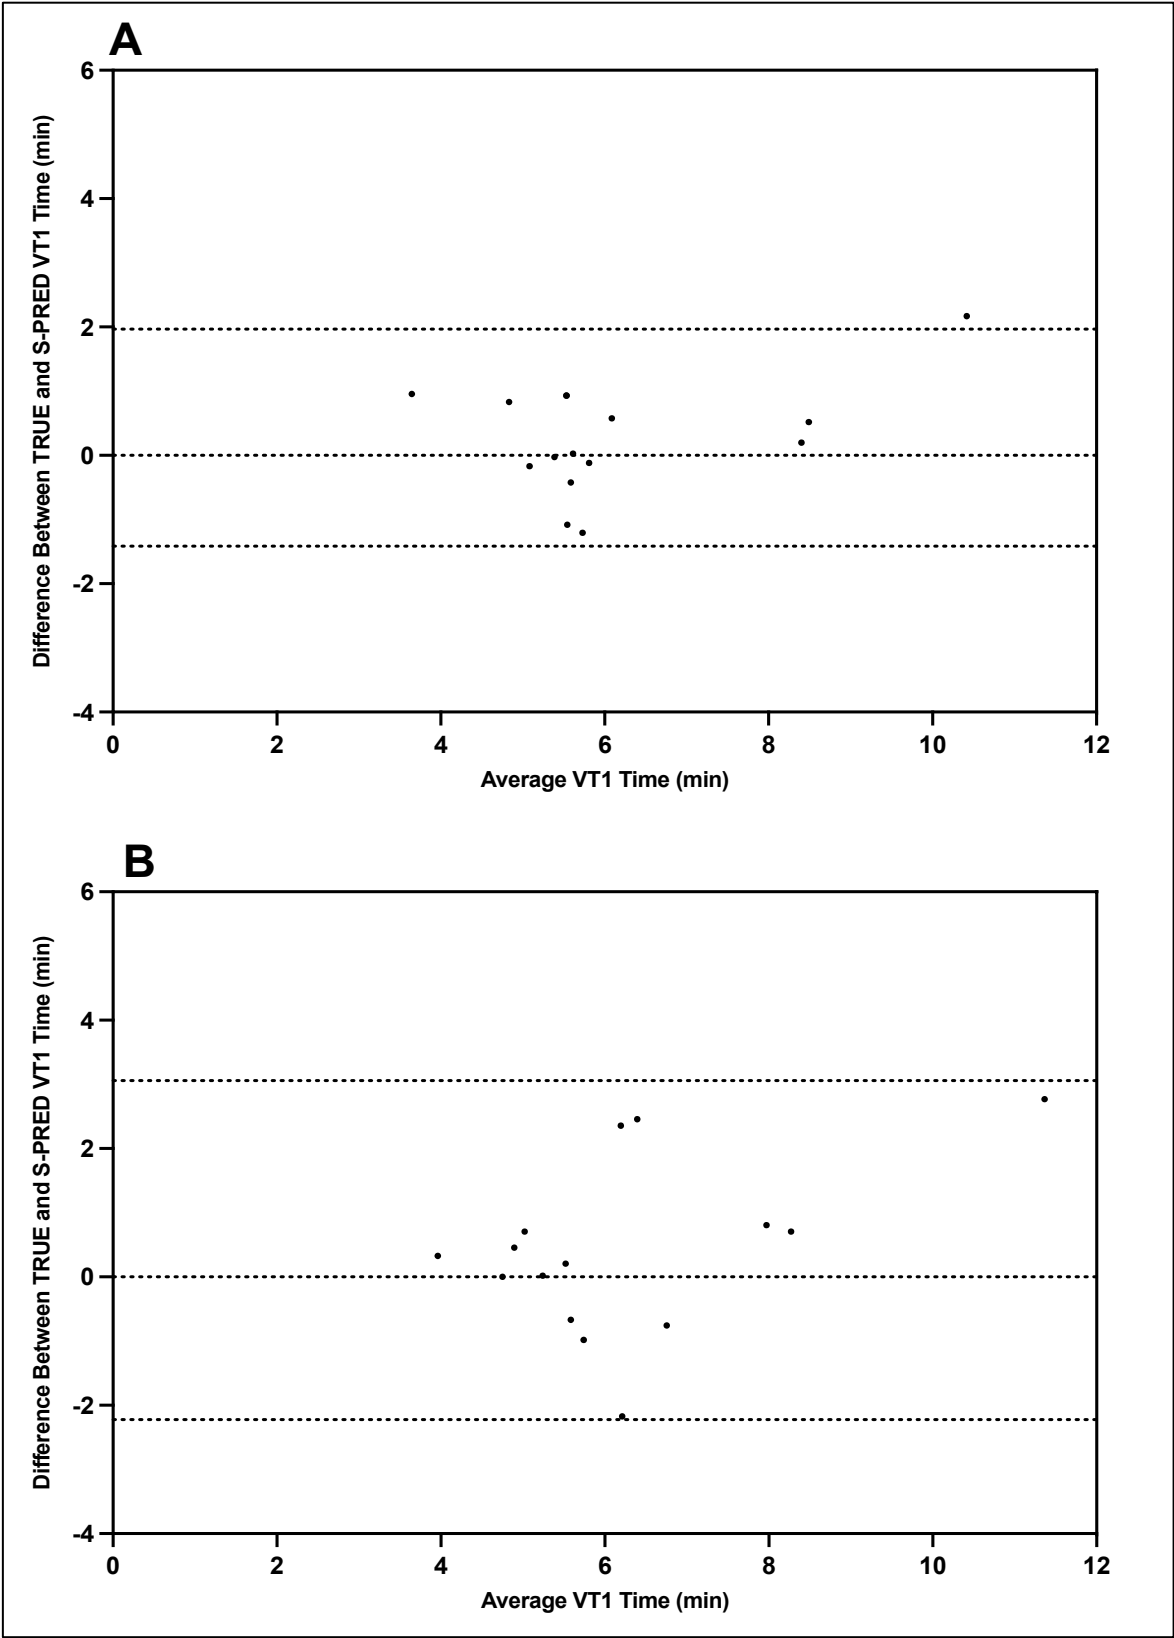 A
Difference Between TRUE and S-PRED VT1 Time (min)
6
4
2
0
-2
-4
0 2 4 6 8 10 12
Average VT1 Time (min)
B
Difference Between TRUE and S-PRED VT1 Time (min)
6
4
2
0
-2
-4
0 2 4 6 8 10 12
Average VT1 Time (min)